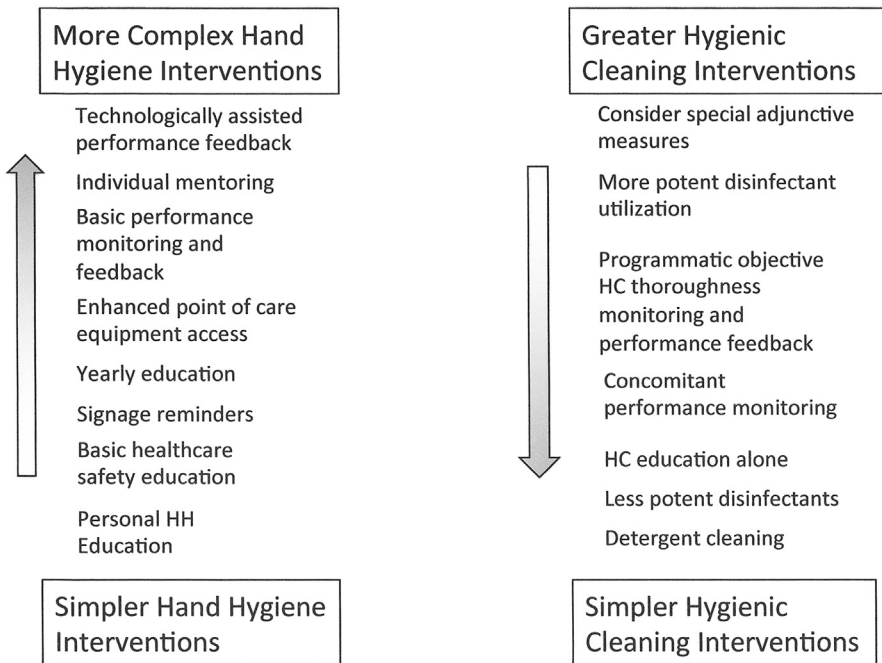 More Complex Hand
Hygiene Interventions
Technologically assisted
performance feedback
Individual mentoring
Basic performance
monitoring and
feedback
Enhanced point of care
equipment access
Yearly education
Signage reminders
Basic healthcare
safety education
Personal HH
Education
Simpler Hand Hygiene
Interventions
Greater Hygienic
Cleaning Interventions
Consider special adjunctive
measures
More potent disinfectant
utilization
Programmatic objective
HC thoroughness
monitoring and
performance feedback
Concomitant
performance monitoring
HC education alone
Less potent disinfectants
Detergent cleaning
Simpler Hygienic
Cleaning Interventions